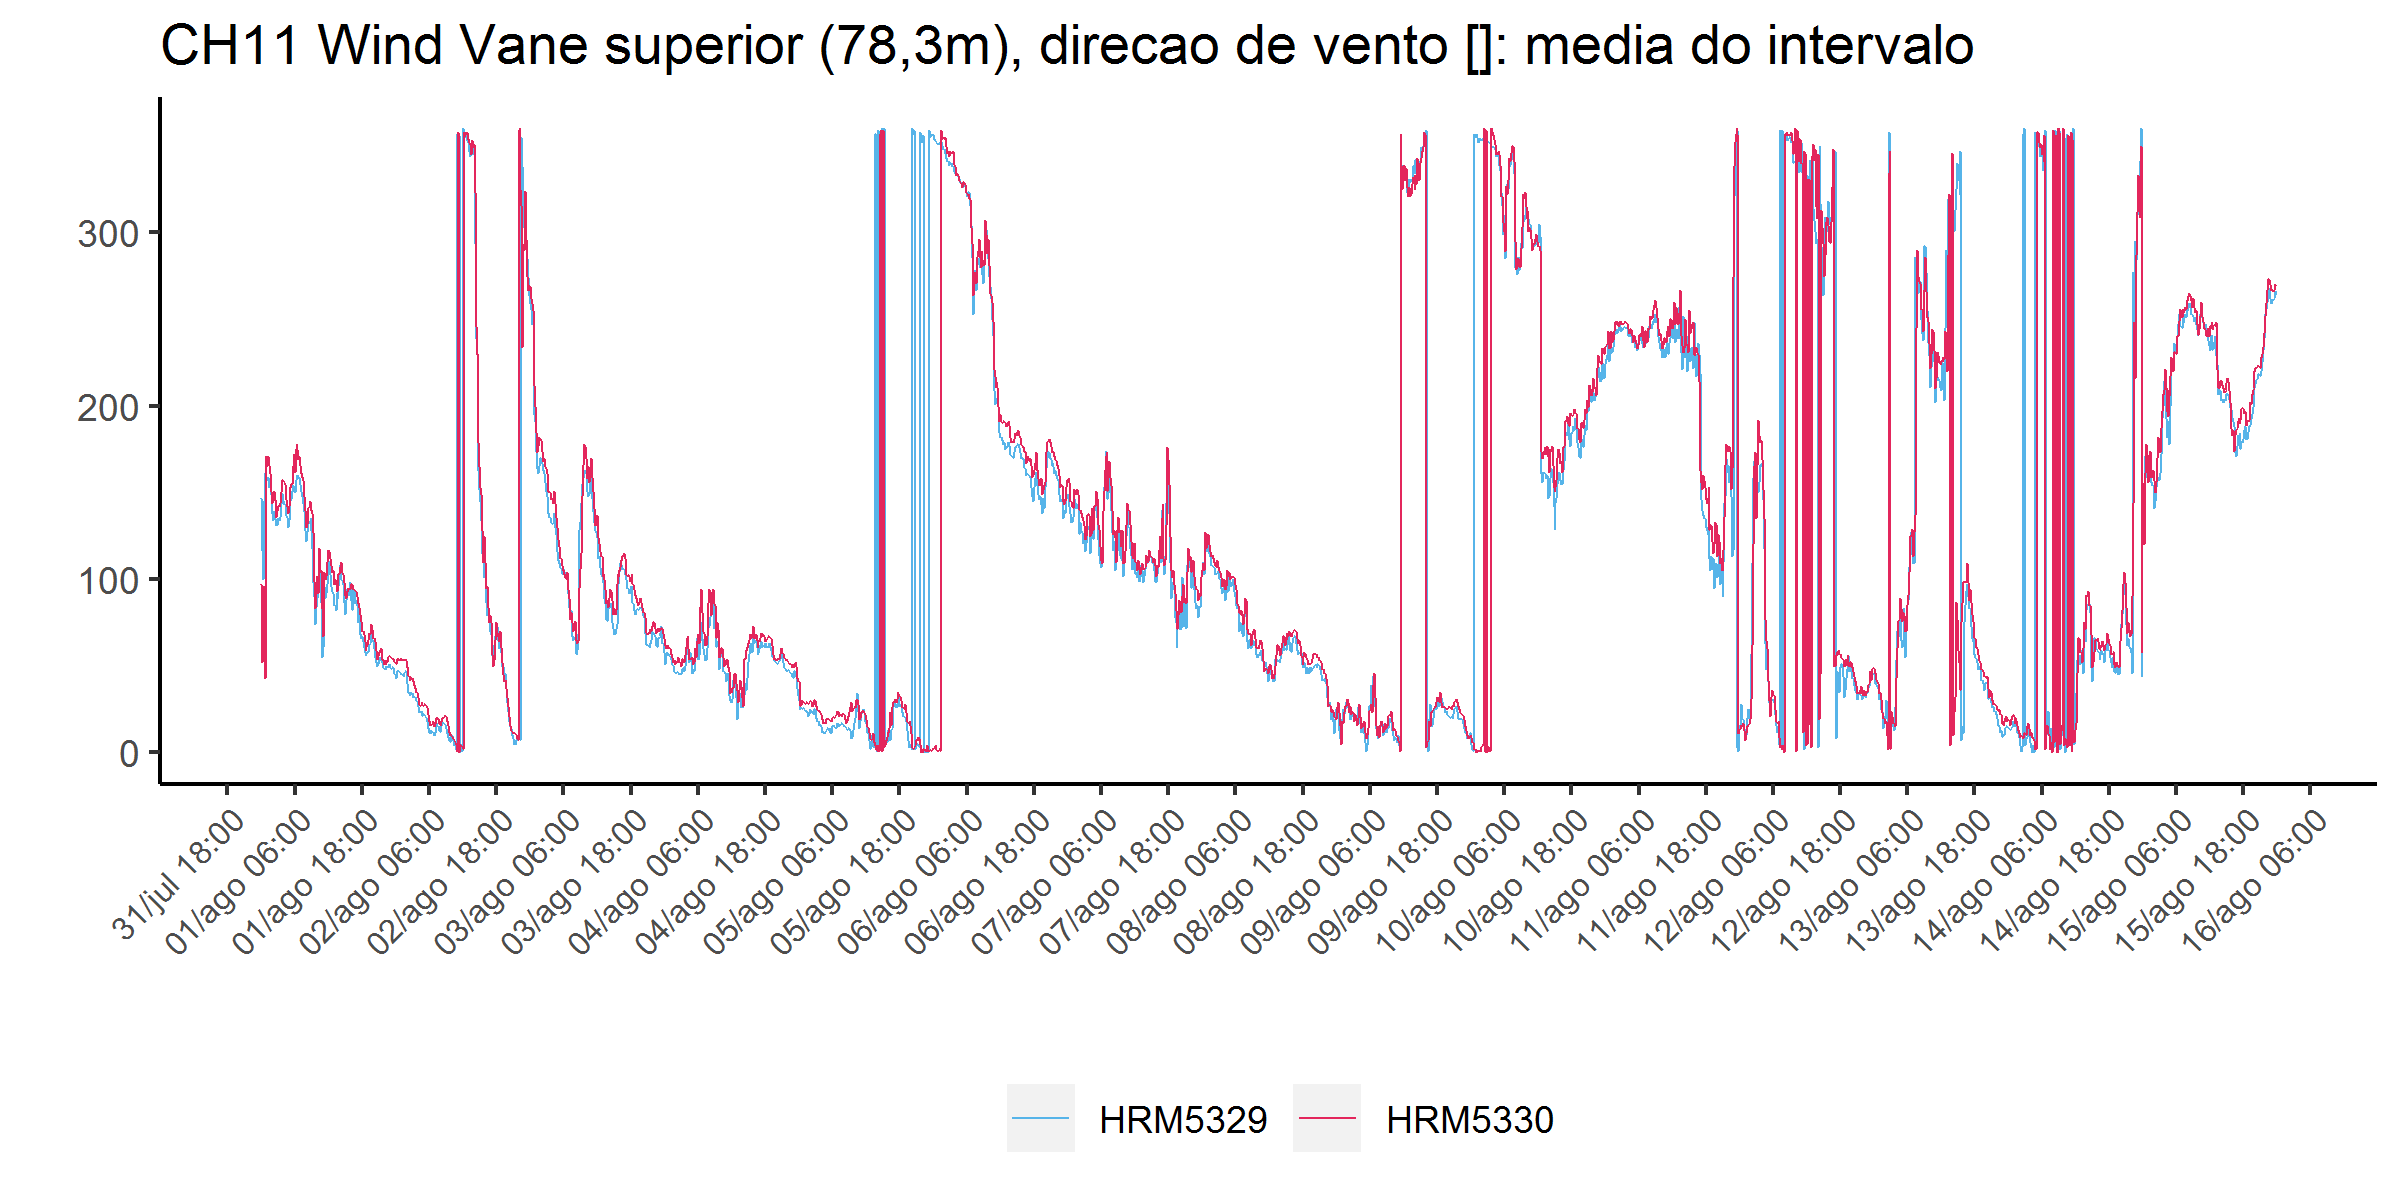 CH11 Wind Vane superior (78,3m), direcao de vento []: media do intervalo
300
200
100
0
31/jul 18:00
01/ago 06:00
01/ago 18:00
02/ago 06:00
02/ago 18:00
03/ago 06:00
03/ago 18:00
04/ago 06:00
04/ago 18:00
05/ago 06:00
05/ago 18:00
06/ago 06:00
06/ago 18:00
07/ago 06:00
07/ago 18:00
08/ago 06:00
08/ago 18:00
09/ago 06:00
09/ago 18:00
10/ago 06:00
10/ago 18:00
11/ago 06:00
11/ago 18:00
12/ago 06:00
12/ago 18:00
13/ago 06:00
13/ago 18:00
14/ago 06:00
14/ago 18:00
15/ago 06:00
15/ago 18:00
16/ago 06:00
HRM5329
HRM5330